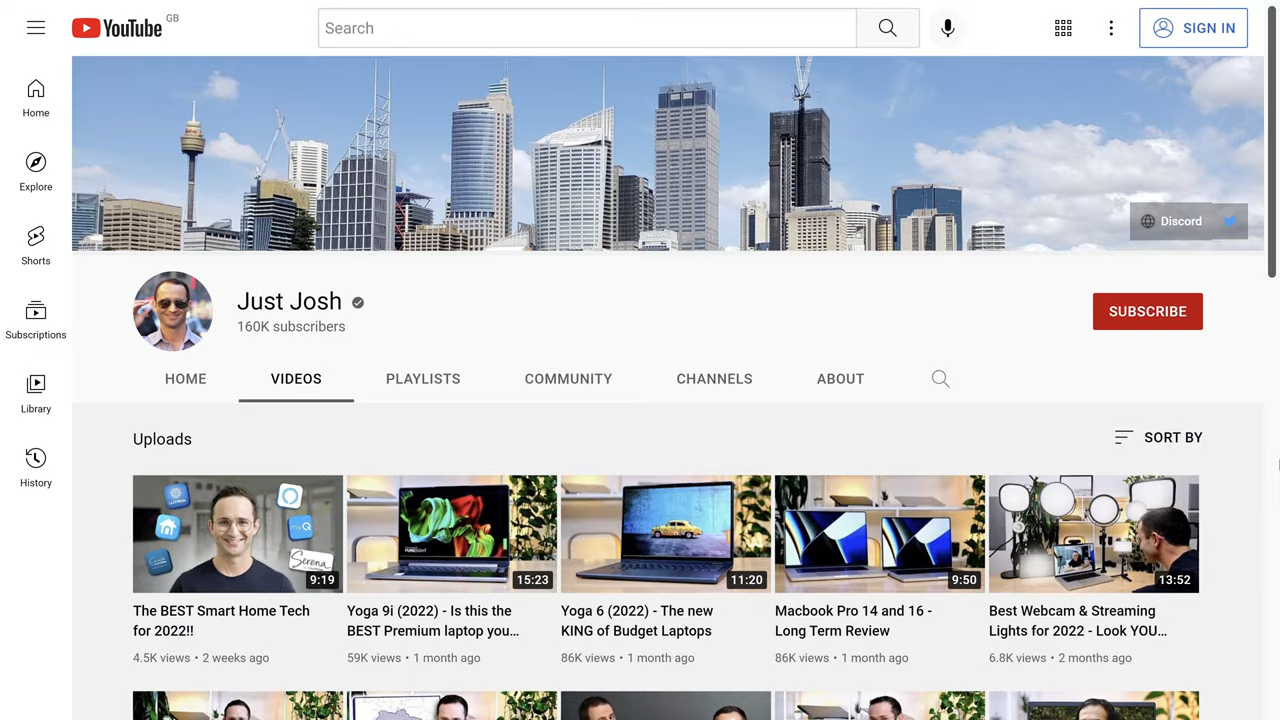 YouTube GB
Search
SIGN IN
Home
Explore
Shorts
Subscriptions
Library
History
Discord
Just Josh
160K subscribers
SUBSCRIBE
HOME VIDEOS PLAYLISTS COMMUNITY CHANNELS ABOUT
Uploads
SORT BY
myQ
Serena
9:19
The BEST Smart Home Tech
for 2022!!
4.5K views • 2 weeks ago
15:23
Yoga 9i (2022) - Is this the
BEST Premium laptop you...
59K views • 1 month ago
11:20
Yoga 6 (2022) - The new
KING of Budget Laptops
86K views • 1 month ago
9:50
Macbook Pro 14 and 16 -
Long Term Review
86K views • 1 month ago
13:52
Best Webcam & Streaming
Lights for 2022 - Look YOU...
6.8K views • 2 months ago